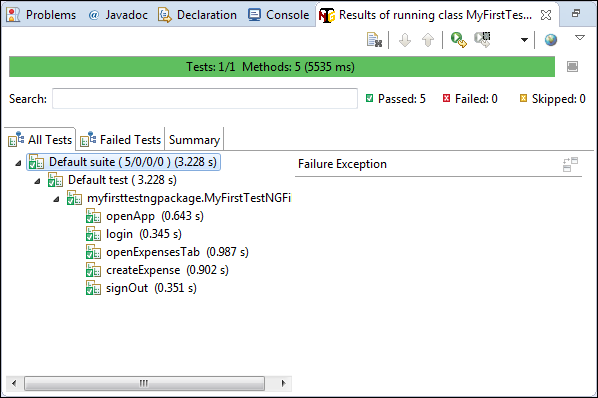 Problems @ Javadoc Declaration Console Results of running class MyFirstTes...
Tests: 1/1 Methods: 5 (5535 ms)
Search: Passed: 5 Failed: 0 Skipped: 0
All Tests Failed Tests Summary
Default suite ( 5/0/0/0 ) (3.228 s) Failure Exception
Default test ( 3.228 s)
myfirsttestngpackage.MyFirstTestNGFi
openApp (0.643 s)
login (0.345 s)
openExpensesTab (0.987 s)
createExpense (0.902 s)
signOut (0.351 s)